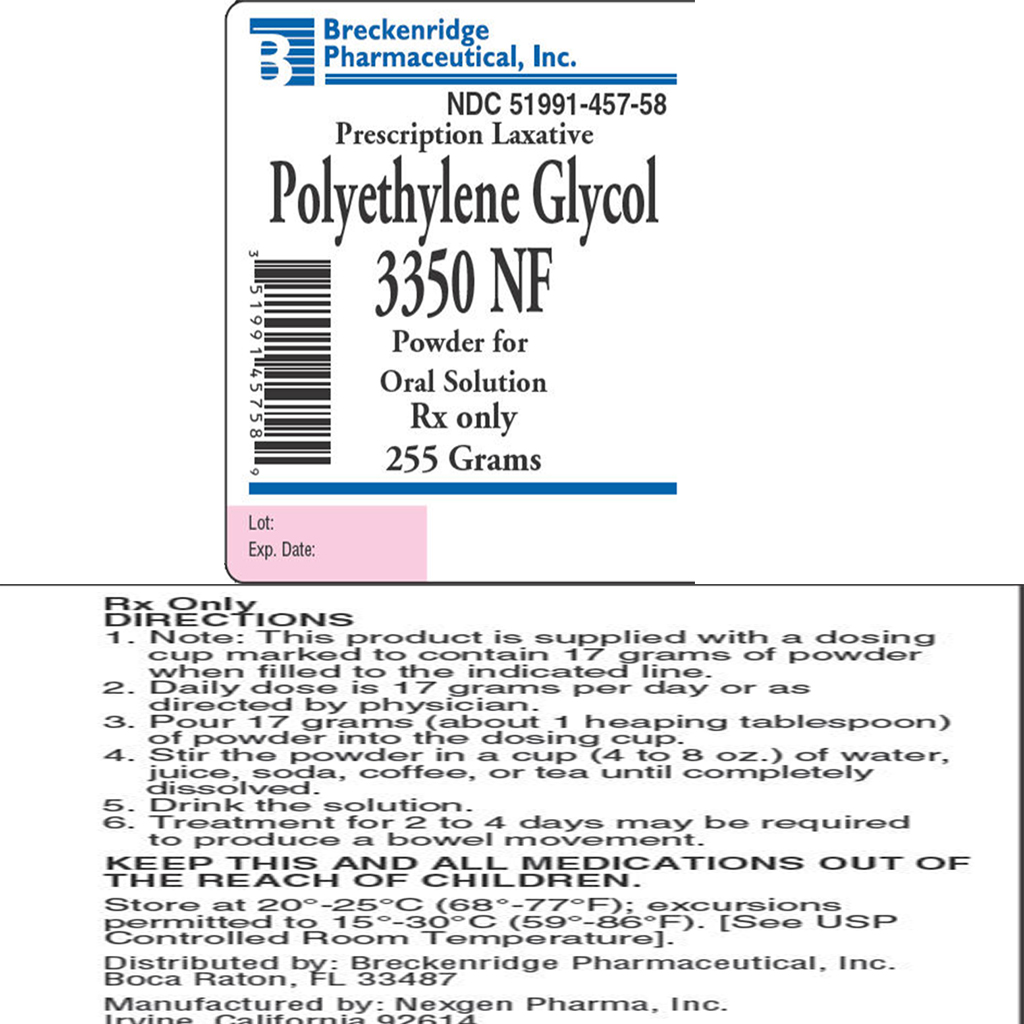 Breckenridge
Pharmaceutical, Inc.
B
NDC 51991-457-58
Prescription Laxative
Polyethylene Glycol
3350 NF
Powder for
Oral Solution
Rx only
255 Grams
3 51991 45758 9
Lot:
Exp. Date:
Rx Only
DIRECTIONS
1. Note: This product is supplied with a dosing
cup marked to contain 17 grams of powder
when filled to the indicated line.
2. Daily dose is 17 grams per day or as
directed by physician.
3. Pour 17 grams (about 1 heaping tablespoon)
of powder into the dosing cup.
4. Stir the powder in a cup (4 to 8 oz.) of water,
juice, soda, coffee, or tea until completely
dissolved.
5. Drink the solution.
6. Treatment for 2 to 4 days may be required
to produce a bowel movement.
KEEP THIS AND ALL MEDICATIONS OUT OF
THE REACH OF CHILDREN.
Store at 20°-25°C (68°-77°F); excursions
permitted to 15°-30°C (59°-86°F). [See USP
Controlled Room Temperature].
Distributed by: Breckenridge Pharmaceutical, Inc.
Boca Raton, FL 33487
Manufactured by: Nexgen Pharma, Inc.
Irvine, California 92614